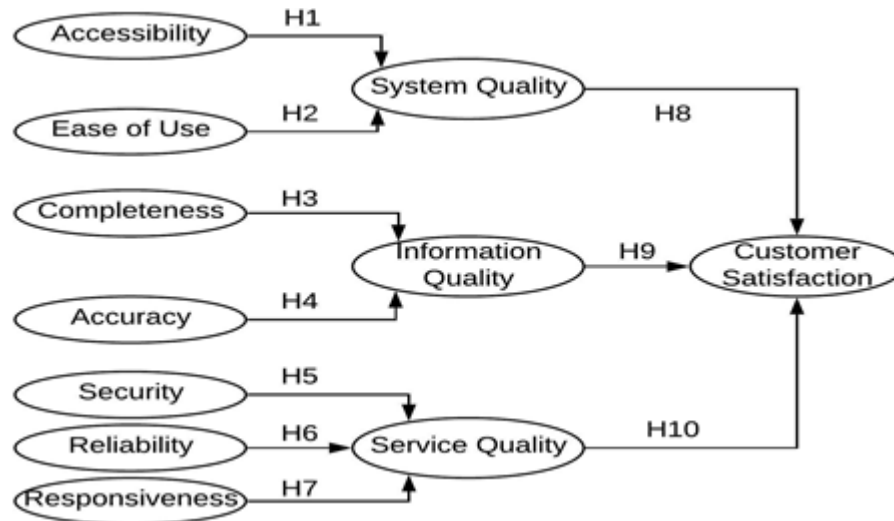 Accessibility
H1
System Quality
Ease of Use
H2
H8
Completeness
H3
Information
Quality
H9
Customer
Satisfaction
Accuracy
H4
Security
H5
Reliability
H6
Service Quality
H10
Responsiveness
H7